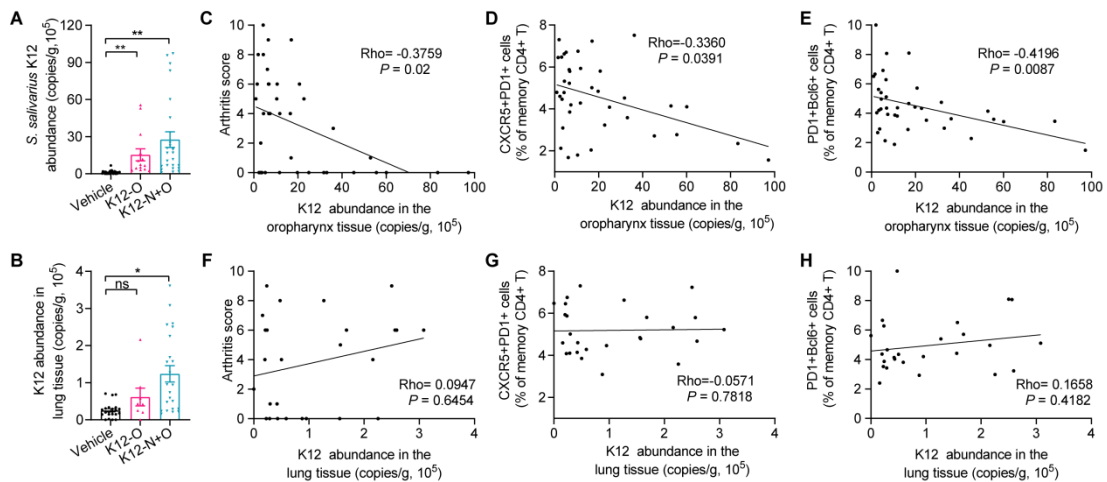 A
S. salivarius K12
abundance (copies/g, 10⁵)
120
90
60
30
0
**
**
Vehicle
K12-O
K12-N+O
C
Arthritis score
10
8
6
4
2
0
0 20 40 60 80 100
Rho= -0.3759
P = 0.02
K12 abundance in the
oropharynx tissue (copies/g, 10⁵)
D
CXCR5+PD1+ cells
(% of memory CD4+ T)
8
6
4
2
0 20 40 60 80 100
Rho=-0.3360
P = 0.0391
K12 abundance in the
oropharynx tissue (copies/g, 10⁵)
E
PD1+Bcl6+ cells
(% of memory CD4+ T)
10
8
6
4
2
0
0 20 40 60 80 100
Rho= -0.4196
P = 0.0087
K12 abundance in the
oropharynx tissue (copies/g, 10⁵)
B
K12 abundance in
lung tissue (copies/g, 10⁵)
4
3
2
1
0
*
ns
Vehicle
K12-O
K12-N+O
F
Arthritis score
10
8
6
4
2
0
0 1 2 3 4
Rho= 0.0947
P = 0.6454
K12 abundance in the
lung tissue (copies/g, 10⁵)
G
CXCR5+PD1+ cells
(% of memory CD4+ T)
8
6
4
2
0
0 1 2 3 4
Rho=-0.0571
P = 0.7818
K12 abundance in the
lung tissue (copies/g, 10⁵)
H
PD1+Bcl6+ cells
(% of memory CD4+ T)
10
8
6
4
2
0
0 1 2 3 4
Rho= 0.1658
P = 0.4182
K12 abundance in the
lung tissue (copies/g, 10⁵)